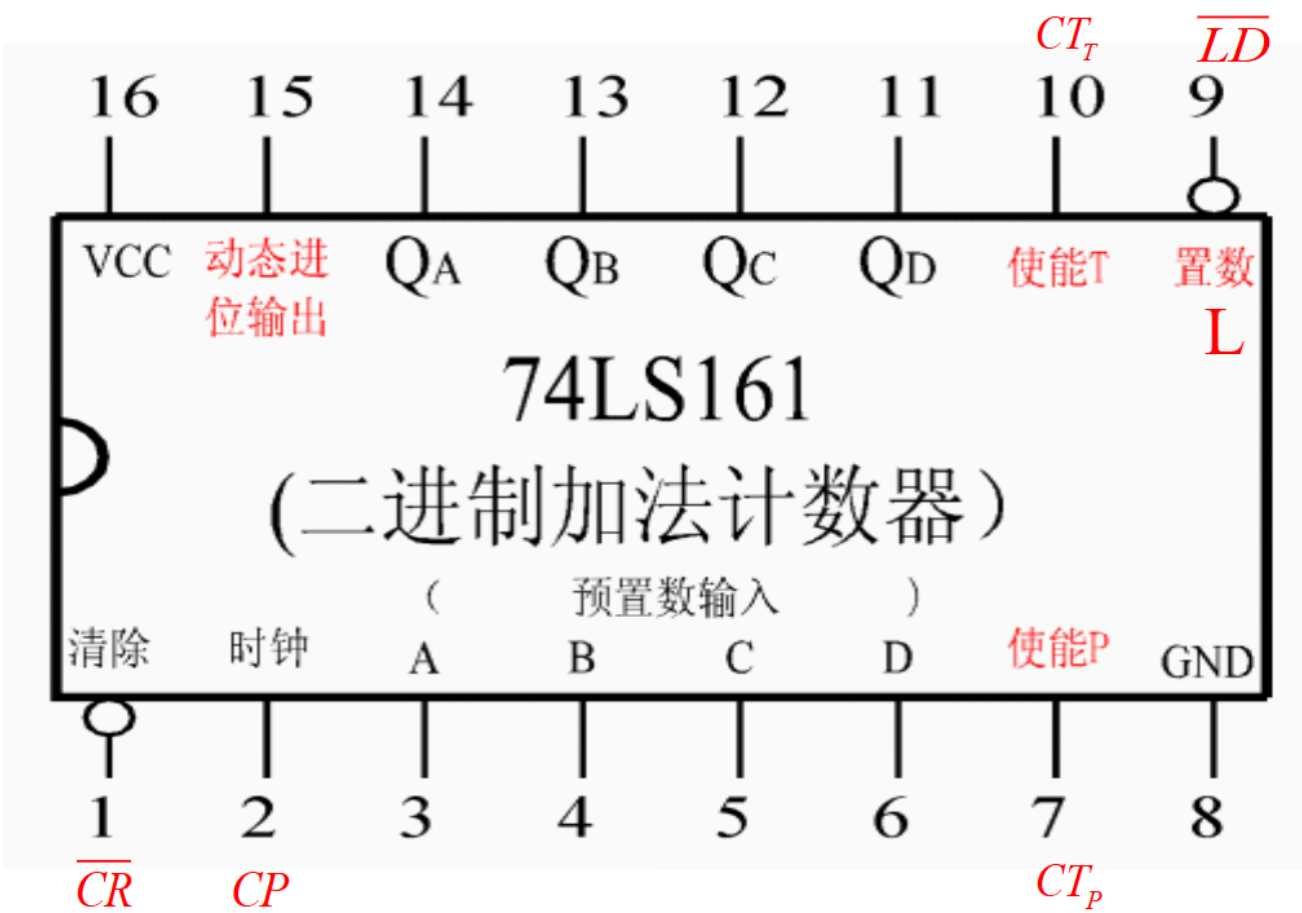 CT_T \overline{LD}
16 15 14 13 12 11 10 9
VCC 动态进 QA QB QC QD 使能T 置数
位输出 L
74LS161
(二进制加法计数器）
（ 预置数输入 ）
清除 时钟 A B C D 使能P GND
1 2 3 4 5 6 7 8
\overline{CR} CP CT_P